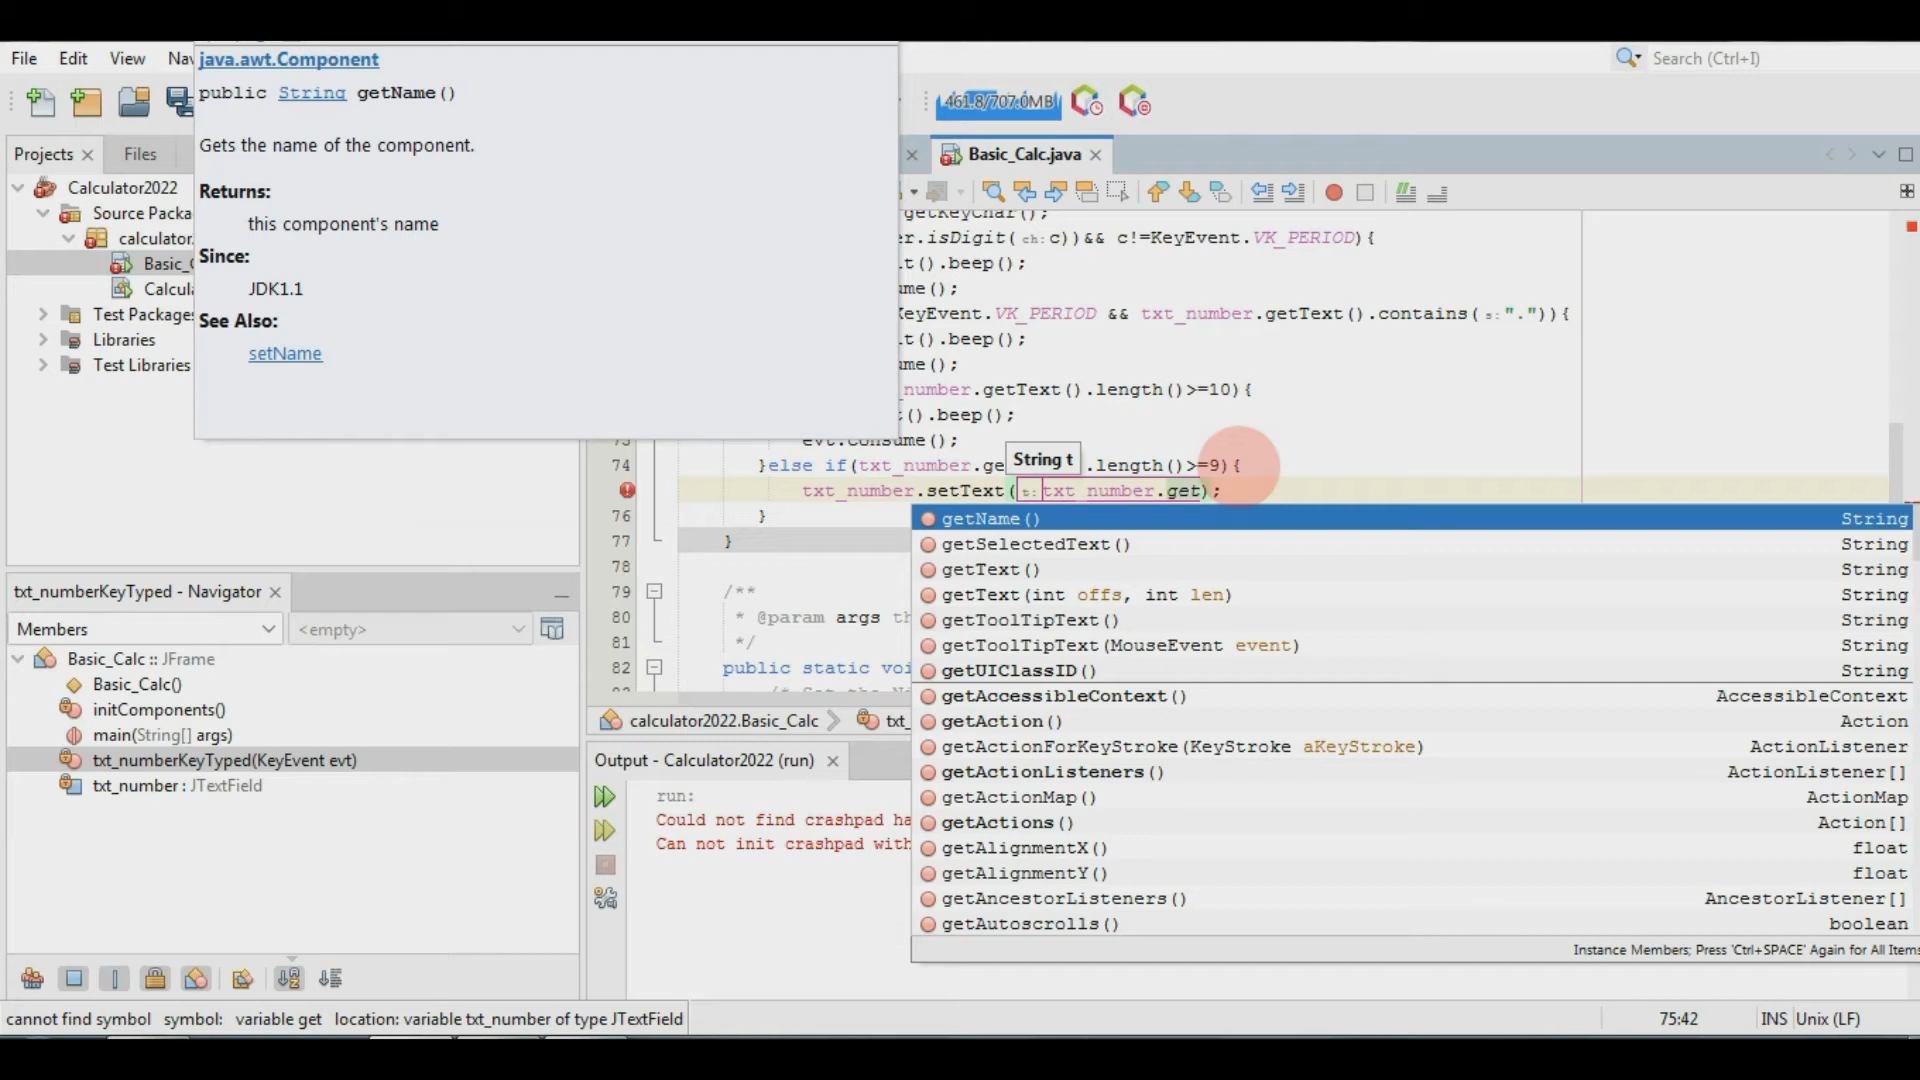 File Edit View Nav
Search (Ctrl+I)
java.awt.Component
public String getName()
Gets the name of the component.
Returns:
this component's name
Since:
JDK1.1
See Also:
setName
461.8/707.0MB
Projects
Files
Basic_Calc.java
Calculator2022
Source Packa
calculator.
Basic_
Calcula
Test Packages
Libraries
Test Libraries
getKeyChar();
r.isDigit(ch:c))&& c!=KeyEvent.VK_PERIOD){
t().beep();
me();
KeyEvent.VK_PERIOD && txt_number.getText().contains(s:".")){
t().beep();
me();
_number.getText().length()>=10){
t().beep();
73 evt.consume();
String t
74 }else if(txt_number.ge .length()>=9){
txt_number.setText(t:txt_number.get);
76 }
77 }
78
79 /**
80 * @param args th
81 */
82 public static voi
getName() String
getSelectedText() String
getText() String
getText(int offs, int len) String
getToolTipText() String
getToolTipText(MouseEvent event) String
getUIClassID() String
getAccessibleContext() AccessibleContext
getAction() Action
getActionForKeyStroke(KeyStroke aKeyStroke) ActionListener
getActionListeners() ActionListener[]
getActionMap() ActionMap
getActions() Action[]
getAlignmentX() float
getAlignmentY() float
getAncestorListeners() AncestorListener[]
getAutoscrolls() boolean
Instance Members; Press 'Ctrl+SPACE' Again for All Items
txt_numberKeyTyped - Navigator
Members
<empty>
Basic_Calc :: JFrame
Basic_Calc()
initComponents()
main(String[] args)
txt_numberKeyTyped(KeyEvent evt)
txt_number : JTextField
calculator2022.Basic_Calc
txt_
Output - Calculator2022 (run)
run:
Could not find crashpad ha
Can not init crashpad with
cannot find symbol symbol: variable get location: variable txt_number of type JTextField
75:42
INS
Unix (LF)